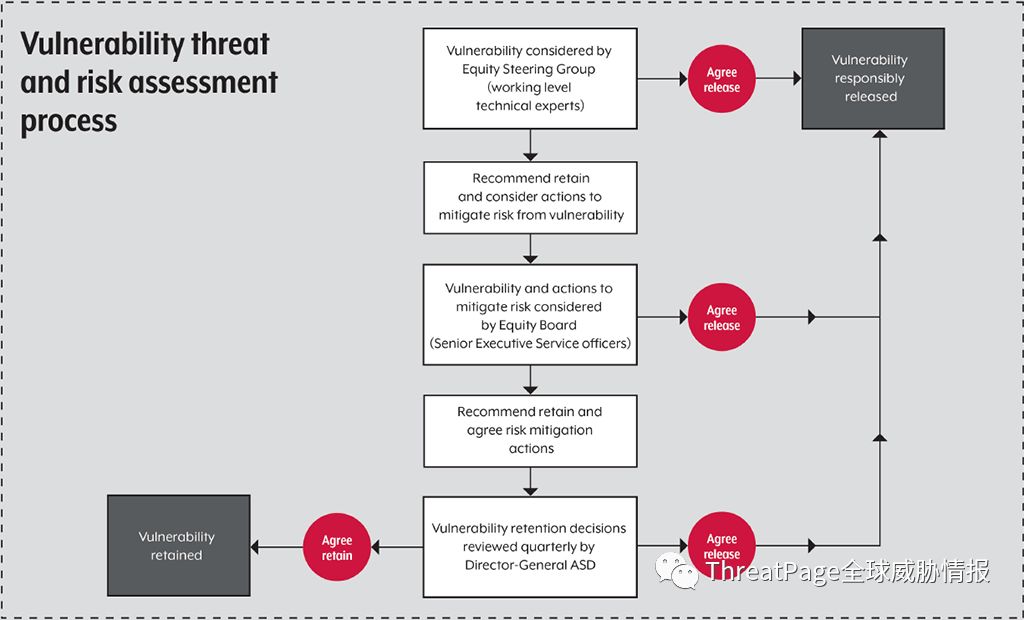 Vulnerability threat
and risk assessment
process
Vulnerability considered by
Equity Steering Group
(working level
technical experts)
Agree
release
Vulnerability
responsibly
released
Recommend retain
and consider actions to
mitigate risk from vulnerability
Vulnerability and actions to
mitigate risk considered
by Equity Board
(Senior Executive Service officers)
Agree
release
Recommend retain and
agree risk mitigation
actions
Vulnerability
retained
Agree
retain
Vulnerability retention decisions
reviewed quarterly by
Director-General ASD
Agree
release
ThreatPage全球威胁情报